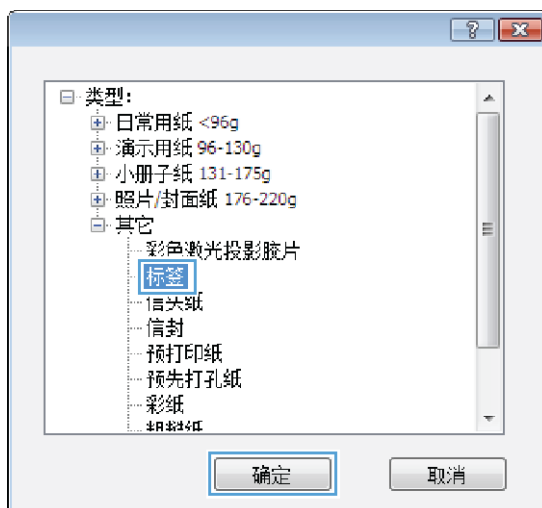 类型:
日常用纸 <96g
演示用纸 96-130g
小册子纸 131-175g
照片/封面纸 176-220g
其它
彩色激光投影胶片
标签
信头纸
信封
预打印纸
预先打孔纸
彩纸
粗糙纸
确定 取消